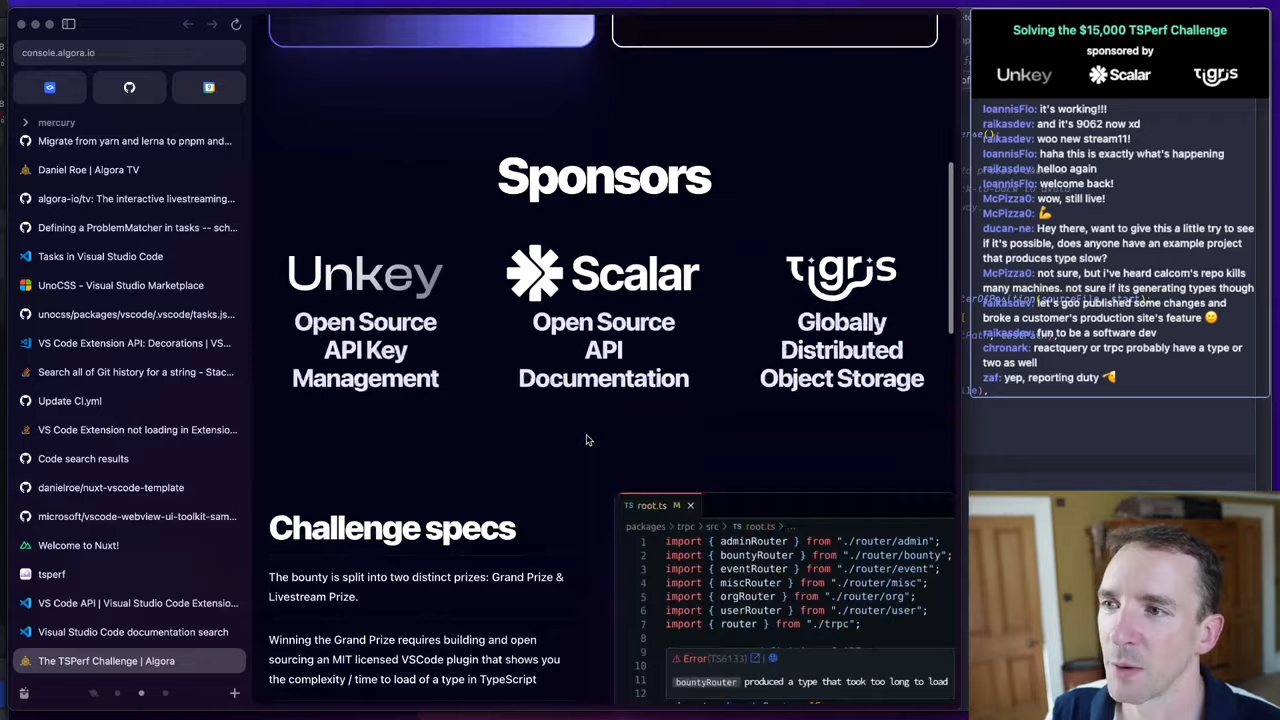 console.algora.io
mercury
Migrate from yarn and lerna to pnpm and...
Daniel Roe | Algora TV
algora-io/tv: The interactive livestreaming...
Defining a ProblemMatcher in tasks -- sch...
Tasks in Visual Studio Code
UnoCSS - Visual Studio Marketplace
unocss/packages/vscode/.vscode/tasks.js...
VS Code Extension API: Decorations | VS...
Search all of Git history for a string - Stac...
Update CI.yml
VS Code Extension not loading in Extensio...
Code search results
danielroe/nuxt-vscode-template
microsoft/vscode-webview-ui-toolkit-sam...
Welcome to Nuxt!
tsperf
VS Code API | Visual Studio Code Extensio...
Visual Studio Code documentation search
The TSPerf Challenge | Algora
Sponsors
Unkey
Open Source
API Key
Management
Scalar
Open Source
API
Documentation
tigris
Globally
Distributed
Object Storage
Challenge specs
The bounty is split into two distinct prizes: Grand Prize &
Livestream Prize.
Winning the Grand Prize requires building and open
sourcing an MIT licensed VSCode plugin that shows you
the complexity / time to load of a type in TypeScript
TS root.ts M
packages > trpc > src > TS root.ts > ...
1 import { adminRouter } from "./router/admin";
2 import { bountyRouter } from "./router/bounty";
3 import { eventRouter } from "./router/event";
4 import { miscRouter } from "./router/misc";
5 import { orgRouter } from "./router/org";
6 import { userRouter } from "./router/user";
7 import { router } from "./trpc";
8
9
10
11
12
Error(TS6133)
bountyRouter produced a type that took too long to load
Solving the $15,000 TSPerf Challenge
sponsored by
Unkey Scalar tigris
IoannisFlo: it's working!!!
raikasdev: and it's 9062 now xd
raikasdev: woo new stream11!
IoannisFlo: haha this is exactly what's happening
raikasdev: helloo again
IoannisFlo: welcome back!
McPizza0: wow, still live!
McPizza0: 💪
ducan-ne: Hey there, want to give this a little try to see
if it's possible, does anyone have an example project
that produces type slow?
McPizza0: not sure, but i've heard calcom's repo kills
many machines. not sure if its generating types though
raikasdev: let's goo published some changes and
broke a customer's production site's feature 🙂
raikasdev: fun to be a software dev
chronark: reactquery or trpc probably have a type or
two as well
zaf: yep, reporting duty 🫡